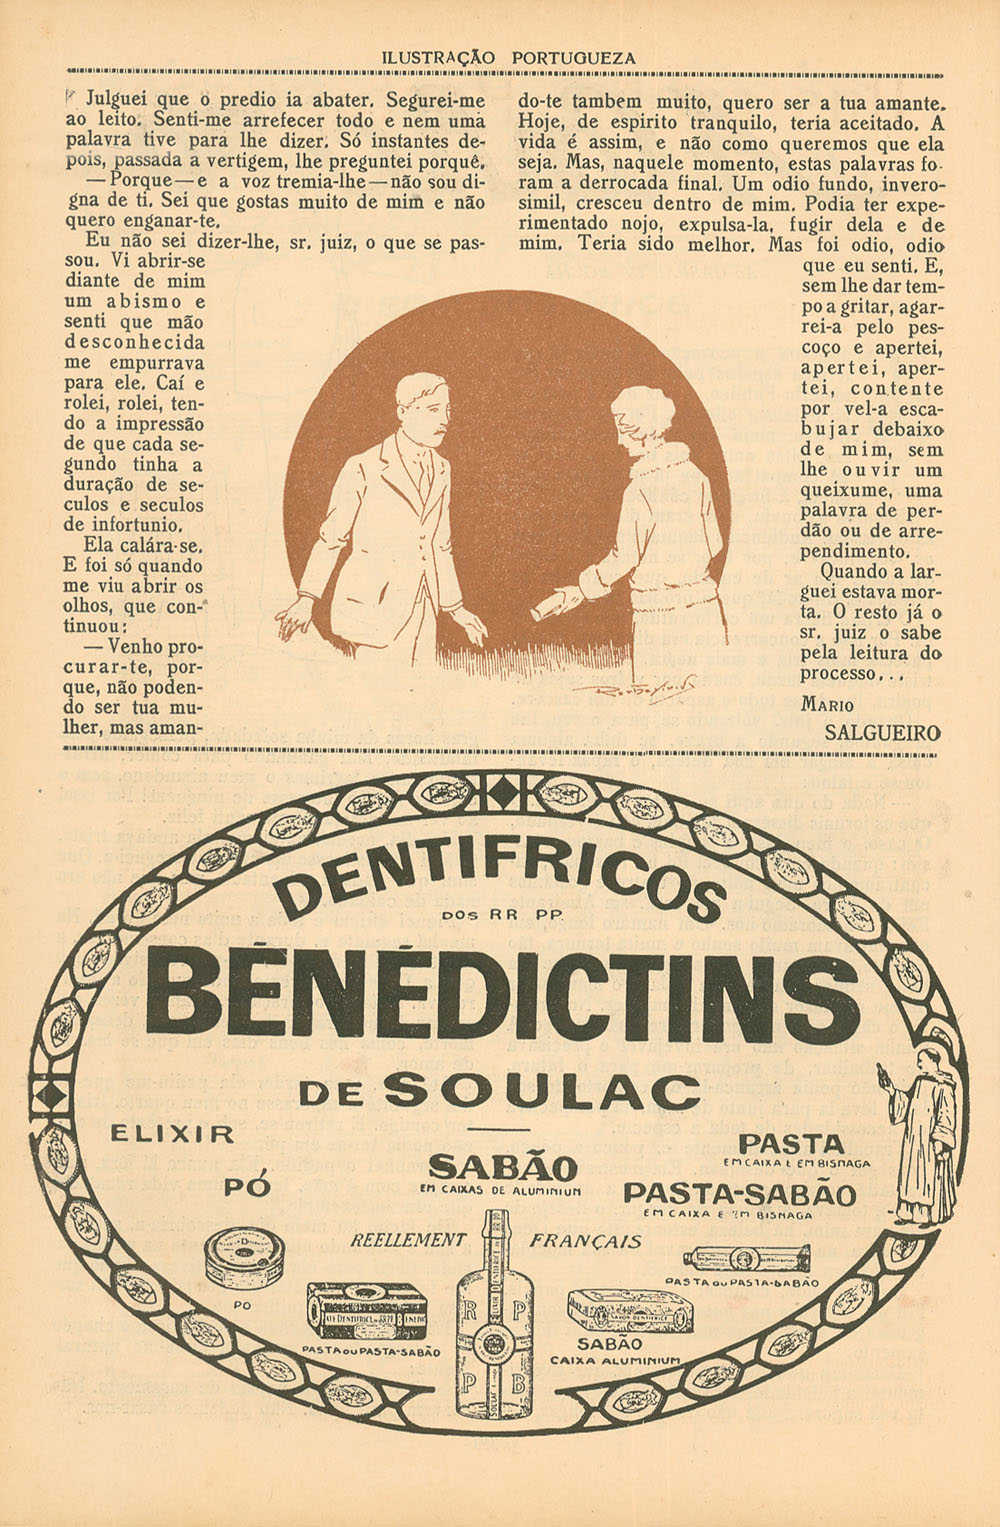 ILUSTRAÇÃO PORTUGUEZA
Julguei que o predio ia abater. Segurei-me
ao leito. Senti-me arrefecer todo e nem uma
palavra tive para lhe dizer. Só instantes de-
pois, passada a vertigem, lhe preguntei porquê.
—Porque—e a voz tremia-lhe—não sou di-
gna de ti. Sei que gostas muito de mim e não
quero enganar-te.
Eu não sei dizer-lhe, sr. juiz, o que se pas-
sou. Vi abrir-se
diante de mim
um abismo e
senti que mão
desconhecida
me empurrava
para ele. Caí e
rolei, rolei, ten-
do a impressão
de que cada se-
gundo tinha a
duração de se-
culos e seculos
de infortunio.
Ela calára-se.
E foi só quando
me viu abrir os
olhos, que con-
tinuou:
—Venho pro-
curar-te, por-
que, não poden-
do ser tua mu-
lher, mas aman-
do-te tambem muito, quero ser a tua amante.
Hoje, de espirito tranquilo, teria aceitado. A
vida é assim, e não como queremos que ela
seja. Mas, naquele momento, estas palavras fo-
ram a derrocada final. Um odio fundo, invero-
simil, cresceu dentro de mim. Podia ter expe-
rimentado nojo, expulsa-la, fugir dela e de
mim. Teria sido melhor. Mas foi odio, odio
que eu senti. E,
sem lhe dar tem-
po a gritar, agar-
rei-a pelo pes-
coço e apertei,
apertei, aper-
tei, contente
por vel-a esca-
bujar debaixo
de mim, sem
lhe ouvir um
queixume, uma
palavra de per-
dão ou de arre-
pendimento.
Quando a lar-
guei estava mor-
ta. O resto já o
sr. juiz o sabe
pela leitura do
processo...
MARIO
SALGUEIRO
DENTIFRICOS
DOS RR PP.
BÉNÉDICTINS
DE SOULAC
ELIXIR
PÓ
SABÃO
EM CAIXAS DE ALUMINIUM
PASTA
EM CAIXA E EM BISNAGA
PASTA-SABÃO
EM CAIXA E EM BISNAGA
RÉELLEMENT FRANÇAIS
PO
PASTA OU PASTA-SABÃO
R P
P B
SABÃO
CAIXA ALUMINIUM
PASTA OU PASTA-SABÃO
SAVON DENTIFRICE